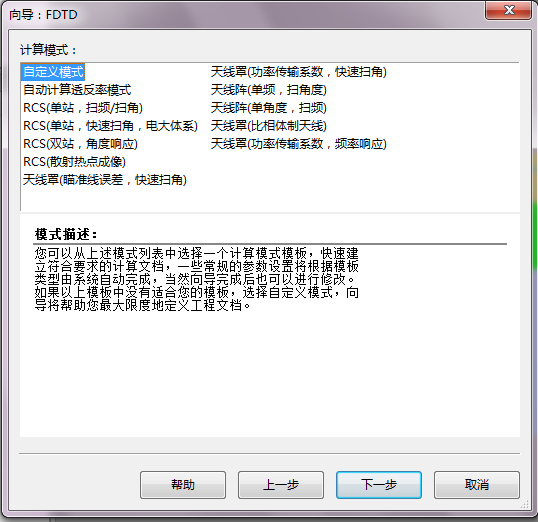 向导：FDTD
计算模式：
自定义模式
自动计算透反率模式
RCS(单站，扫频/扫角)
RCS(单站，快速扫角，电大体系)
RCS(双站，角度响应)
RCS(散射热点成像)
天线罩(瞄准线误差，快速扫角)
天线罩(功率传输系数，快速扫角)
天线阵(单频，扫角度)
天线阵(单角度，扫频)
天线罩(比相体制天线)
天线罩(功率传输系数，频率响应)
模式描述：
您可以从上述模式列表中选择一个计算模式模板，快速建
立符合要求的计算文档，一些常规的参数设置将根据模板
类型由系统自动完成，当然向导完成后也可以进行修改。
如果以上模板中没有适合您的模板，选择自定义模式，向
导将帮助您最大限度地定义工程文档。
帮助
上一步
下一步
取消